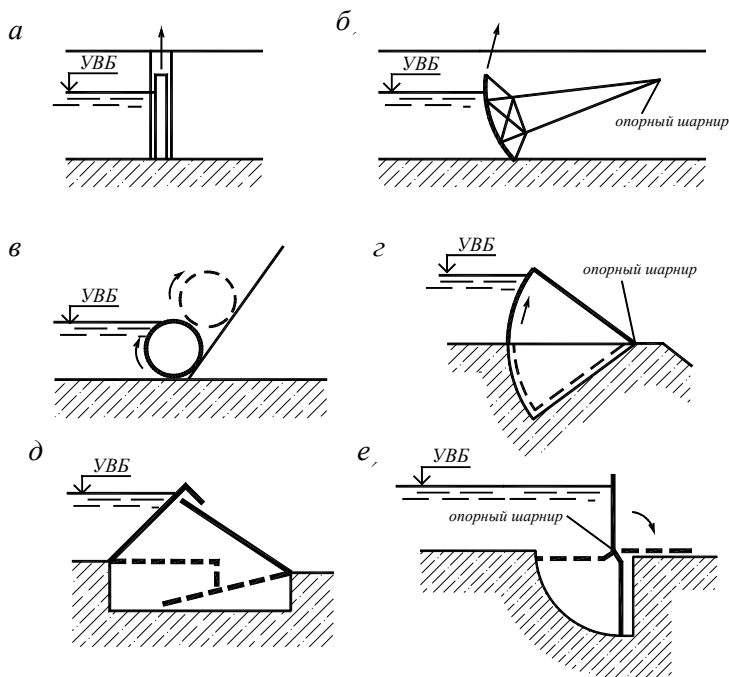 а
УВБ
б
УВБ
опорный шарнир
в
УВБ
г
УВБ
опорный шарнир
д
УВБ
е
УВБ
опорный шарнир